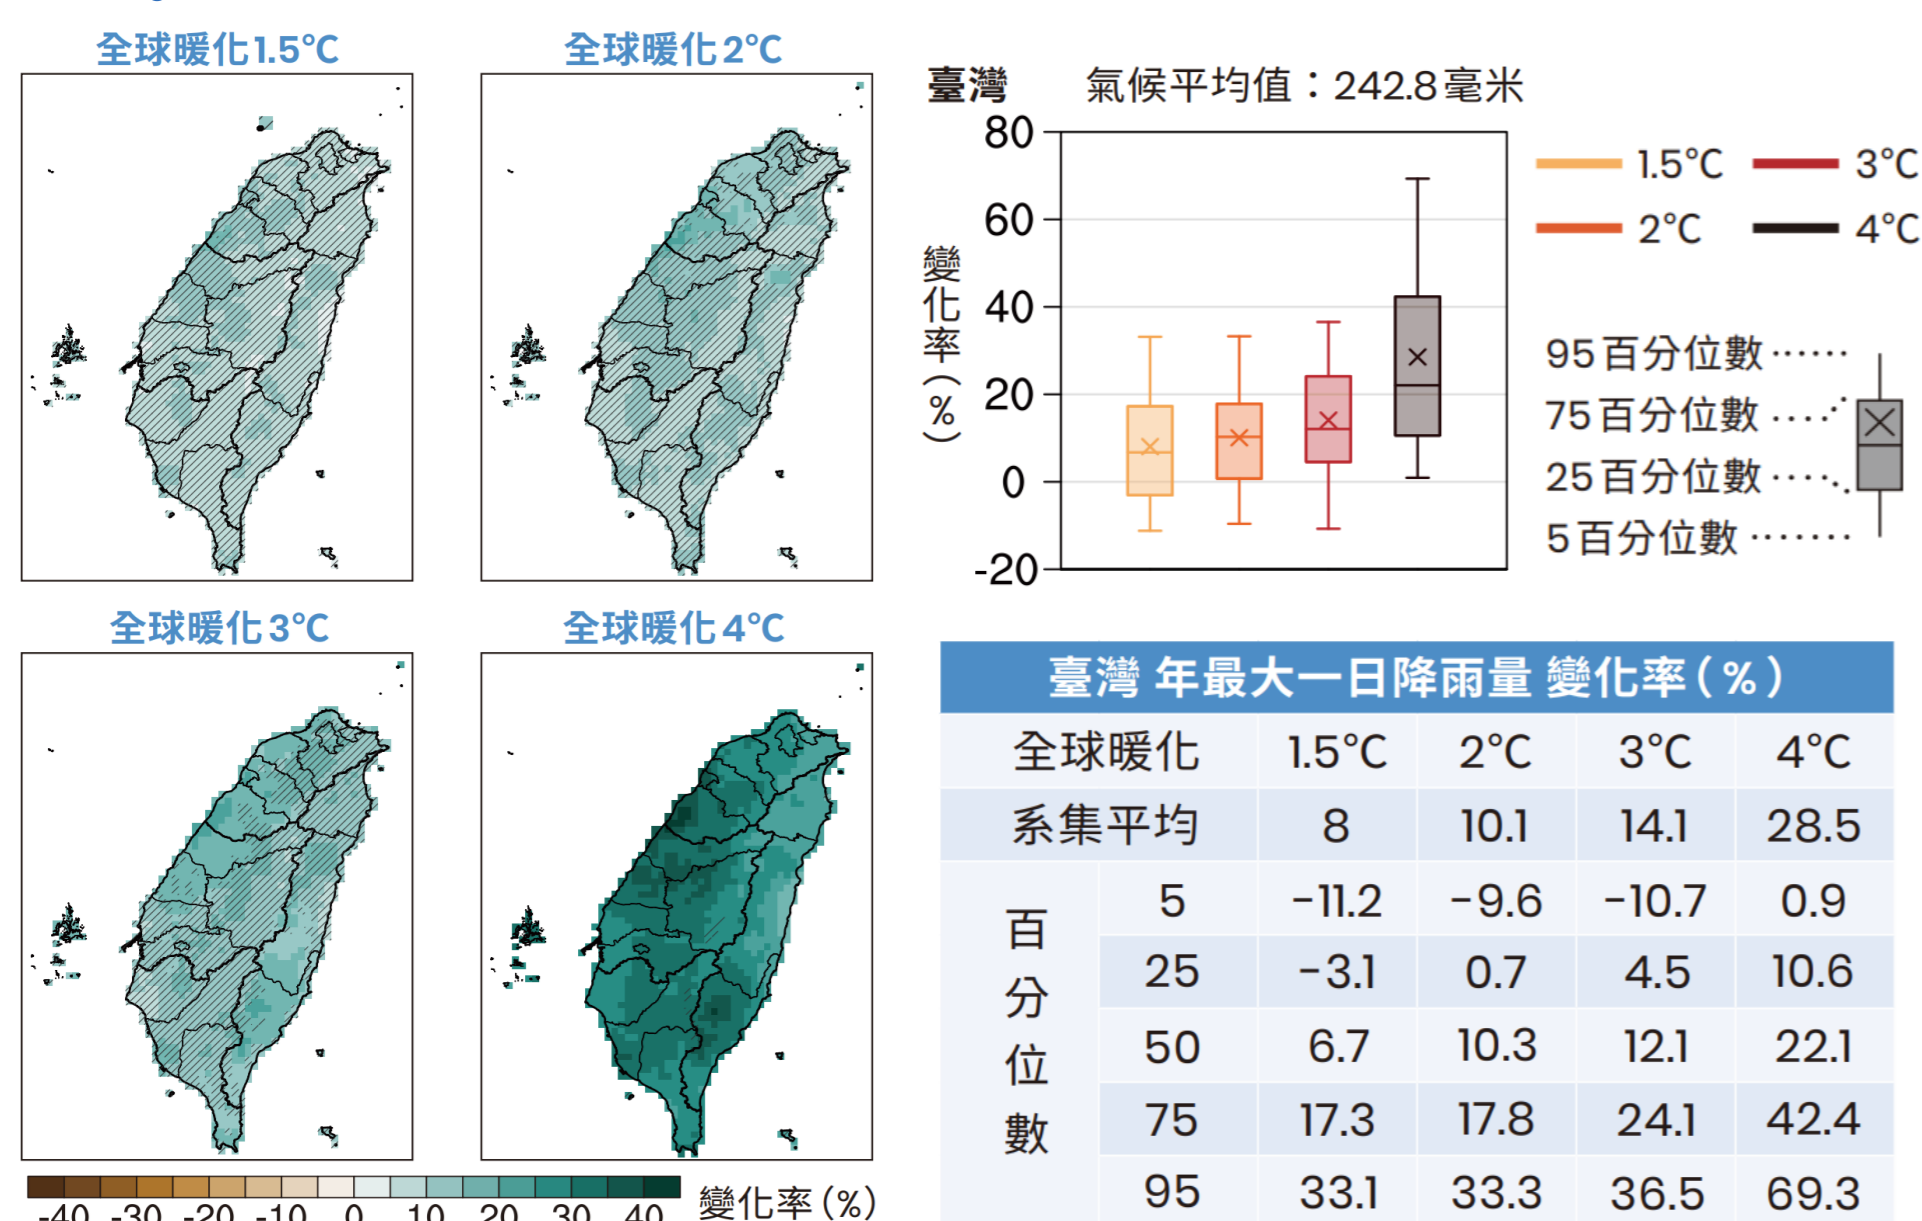 全球暖化1.5°C
全球暖化2°C
全球暖化3°C
全球暖化4°C
-40 -30 -20 -10 0 10 20 30 40
變化率(%)
臺灣 氣候平均值：242.8毫米
變化率(%)
80
60
40
20
0
-20
1.5°C 3°C
2°C 4°C
95百分位數
75百分位數
25百分位數
5百分位數
臺灣 年最大一日降雨量 變化率(%)
全球暖化 1.5°C 2°C 3°C 4°C
系集平均 8 10.1 14.1 28.5
百分位數
5 -11.2 -9.6 -10.7 0.9
25 -3.1 0.7 4.5 10.6
50 6.7 10.3 12.1 22.1
75 17.3 17.8 24.1 42.4
95 33.1 33.3 36.5 69.3